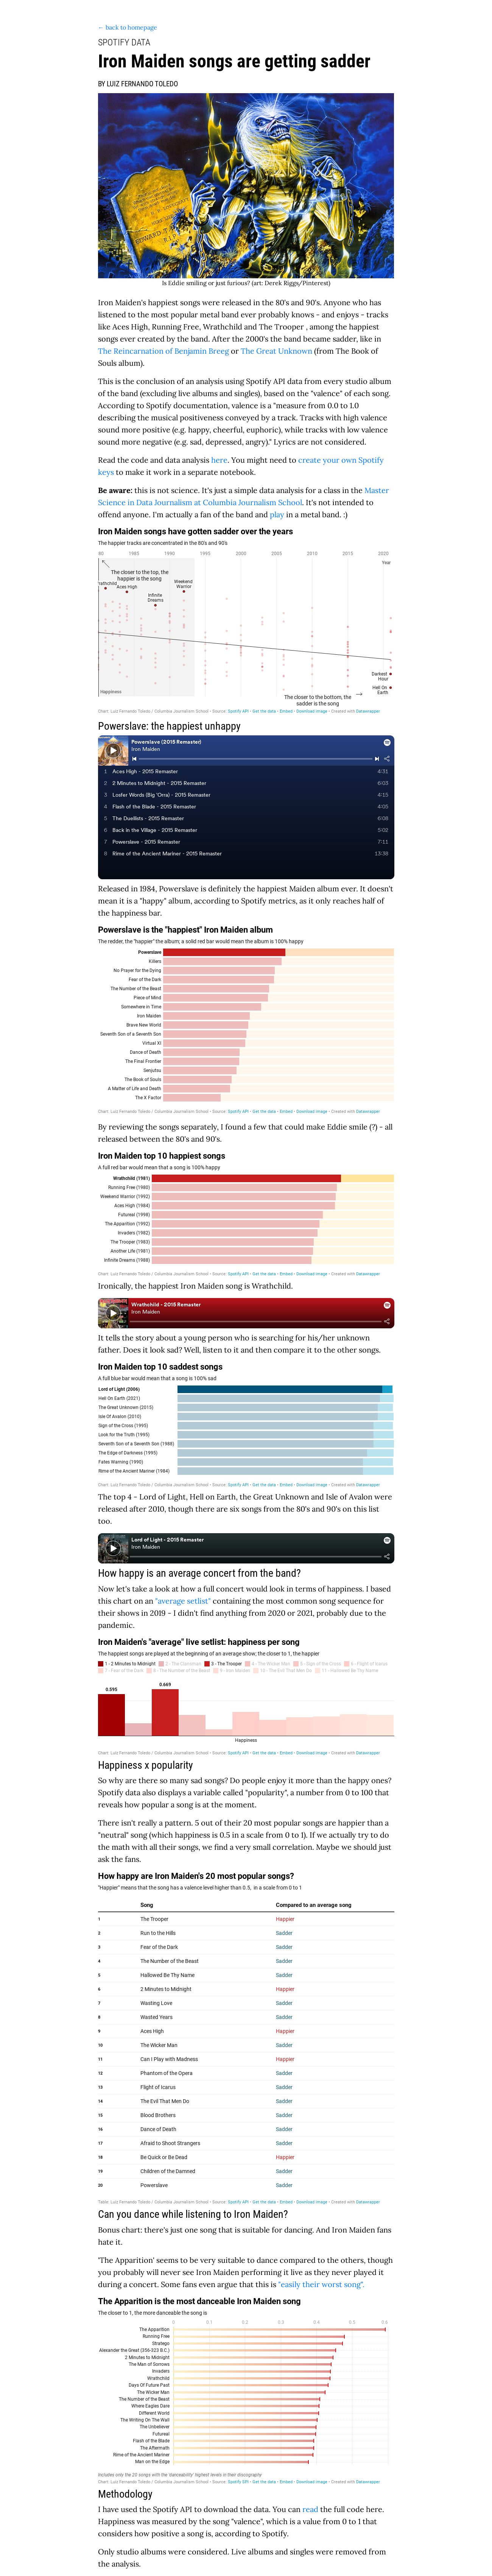 ← back to homepage
SPOTIFY DATA
Iron Maiden songs are getting sadder
BY LUIZ FERNANDO TOLEDO
Is Eddie smiling or just furious? (art: Derek Riggs/Pinterest)
Iron Maiden's happiest songs were released in the 80's and 90's. Anyone who has
listened to the most popular metal band ever probably knows - and enjoys - tracks
like Aces High, Running Free, Wrathchild and The Trooper , among the happiest
songs ever created by the band. After the 2000's the band became sadder, like in
The Reincarnation of Benjamin Breeg or The Great Unknown (from The Book of
Souls album).
This is the conclusion of an analysis using Spotify API data from every studio album
of the band (excluding live albums and singles), based on the "valence" of each song.
According to Spotify documentation, valence is a "measure from 0.0 to 1.0
describing the musical positiveness conveyed by a track. Tracks with high valence
sound more positive (e.g. happy, cheerful, euphoric), while tracks with low valence
sound more negative (e.g. sad, depressed, angry)." Lyrics are not considered.
Read the code and data analysis here. You might need to create your own Spotify
keys to make it work in a separate notebook.
Be aware: this is not science. It's just a simple data analysis for a class in the Master
Science in Data Journalism at Columbia Journalism School. It's not intended to
offend anyone. I'm actually a fan of the band and play in a metal band. :)
Iron Maiden songs have gotten sadder over the years
The happier tracks are concentrated in the 80's and 90's
80 1985 1990 1995 2000 2005 2010 2015 2020
Year
The closer to the top, the
happier is the song
rathchild
Aces High
Infinite
Dreams
Weekend
Warrior
Darkest
Hour
Hell On
Earth
Happiness
The closer to the bottom, the
sadder is the song
Chart: Luiz Fernando Toledo / Columbia Journalism School • Source: Spotify API • Get the data • Embed • Download image • Created with Datawrapper
Powerslave: the happiest unhappy
Powerslave (2015 Remaster)
Iron Maiden
1 Aces High - 2015 Remaster 4:31
2 2 Minutes to Midnight - 2015 Remaster 6:03
3 Losfer Words (Big 'Orra) - 2015 Remaster 4:15
4 Flash of the Blade - 2015 Remaster 4:05
5 The Duellists - 2015 Remaster 6:08
6 Back in the Village - 2015 Remaster 5:02
7 Powerslave - 2015 Remaster 7:11
8 Rime of the Ancient Mariner - 2015 Remaster 13:38
Released in 1984, Powerslave is definitely the happiest Maiden album ever. It doesn't
mean it is a "happy" album, according to Spotify metrics, as it only reaches half of
the happiness bar.
Powerslave is the "happiest" Iron Maiden album
The redder, the "happier" the album; a solid red bar would mean the album is 100% happy
Powerslave
Killers
No Prayer for the Dying
Fear of the Dark
The Number of the Beast
Piece of Mind
Somewhere in Time
Iron Maiden
Brave New World
Seventh Son of a Seventh Son
Virtual XI
Dance of Death
The Final Frontier
Senjutsu
The Book of Souls
A Matter of Life and Death
The X Factor
Chart: Luiz Fernando Toledo / Columbia Journalism School • Source: Spotify API • Get the data • Embed • Download image • Created with Datawrapper
By reviewing the songs separately, I found a few that could make Eddie smile (?) - all
released between the 80's and 90's.
Iron Maiden top 10 happiest songs
A full red bar would mean that a song is 100% happy
Wrathchild (1981)
Running Free (1980)
Weekend Warrior (1992)
Aces High (1984)
Futureal (1998)
The Apparition (1992)
Invaders (1982)
The Trooper (1983)
Another Life (1981)
Infinite Dreams (1988)
Chart: Luiz Fernando Toledo / Columbia Journalism School • Source: Spotify API • Get the data • Embed • Download image • Created with Datawrapper
Ironically, the happiest Iron Maiden song is Wrathchild.
Wrathchild - 2015 Remaster
Iron Maiden
It tells the story about a young person who is searching for his/her unknown
father. Does it look sad? Well, listen to it and then compare it to the other songs.
Iron Maiden top 10 saddest songs
A full blue bar would mean that a song is 100% sad
Lord of Light (2006)
Hell On Earth (2021)
The Great Unknown (2015)
Isle Of Avalon (2010)
Sign of the Cross (1995)
Look for the Truth (1995)
Seventh Son of a Seventh Son (1988)
The Edge of Darkness (1995)
Fates Warning (1990)
Rime of the Ancient Mariner (1984)
Chart: Luiz Fernando Toledo / Columbia Journalism School • Source: Spotify API • Get the data • Embed • Download image • Created with Datawrapper
The top 4 - Lord of Light, Hell on Earth, the Great Unknown and Isle of Avalon were
released after 2010, though there are six songs from the 80's and 90's on this list
too.
Lord of Light - 2015 Remaster
Iron Maiden
How happy is an average concert from the band?
Now let's take a look at how a full concert would look in terms of happiness. I based
this chart on an "average setlist" containing the most common song sequence for
their shows in 2019 - I didn't find anything from 2020 or 2021, probably due to the
pandemic.
Iron Maiden's "average" live setlist: happiness per song
The happiest songs are played at the beginning of an average show; the closer to 1, the happier
1 - 2 Minutes to Midnight 2 - The Clansman 3 - The Trooper 4 - The Wicker Man 5 - Sign of the Cross 6 - Flight of Icarus
7 - Fear of the Dark 8 - The Number of the Beast 9 - Iron Maiden 10 - The Evil That Men Do 11 - Hallowed Be Thy Name
0.595
0.669
Happiness
Chart: Luiz Fernando Toledo / Columbia Journalism School • Source: Spotify API • Get the data • Embed • Download image • Created with Datawrapper
Happiness x popularity
So why are there so many sad songs? Do people enjoy it more than the happy ones?
Spotify data also displays a variable called "popularity", a number from 0 to 100 that
reveals how popular a song is at the moment.
There isn't really a pattern. 5 out of their 20 most popular songs are happier than a
"neutral" song (which happiness is 0.5 in a scale from 0 to 1). If we actually try to do
the math with all their songs, we find a very small correlation. Maybe we should just
ask the fans.
How happy are Iron Maiden's 20 most popular songs?
"Happier" means that the song has a valence level higher than 0.5, in a scale from 0 to 1
Song Compared to an average song
1 The Trooper Happier
2 Run to the Hills Sadder
3 Fear of the Dark Sadder
4 The Number of the Beast Sadder
5 Hallowed Be Thy Name Sadder
6 2 Minutes to Midnight Happier
7 Wasting Love Sadder
8 Wasted Years Sadder
9 Aces High Happier
10 The Wicker Man Sadder
11 Can I Play with Madness Happier
12 Phantom of the Opera Sadder
13 Flight of Icarus Sadder
14 The Evil That Men Do Sadder
15 Blood Brothers Sadder
16 Dance of Death Sadder
17 Afraid to Shoot Strangers Sadder
18 Be Quick or Be Dead Happier
19 Children of the Damned Sadder
20 Powerslave Sadder
Table: Luiz Fernando Toledo / Columbia Journalism School • Source: Spotify API • Get the data • Embed • Download image • Created with Datawrapper
Can you dance while listening to Iron Maiden?
Bonus chart: there's just one song that is suitable for dancing. And Iron Maiden fans
hate it.
'The Apparition' seems to be very suitable to dance compared to the others, though
you probably will never see Iron Maiden performing it live as they never played it
during a concert. Some fans even argue that this is "easily their worst song".
The Apparition is the most danceable Iron Maiden song
The closer to 1, the more danceable the song is
0 0.1 0.2 0.3 0.4 0.5 0.6
The Apparition
Running Free
Stratego
Alexander the Great (356-323 B.C.)
2 Minutes to Midnight
The Man of Sorrows
Invaders
Wrathchild
Days Of Future Past
The Wicker Man
The Number of the Beast
Where Eagles Dare
Different World
The Writing On The Wall
The Unbeliever
Futureal
Flash of the Blade
The Aftermath
Rime of the Ancient Mariner
Man on the Edge
Includes only the 20 songs with the 'danceability' highest levels in their discography
Chart: Luiz Fernando Toledo / Columbia Journalism School • Source: Spotify API • Get the data • Embed • Download image • Created with Datawrapper
Methodology
I have used the Spotify API to download the data. You can read the full code here.
Happiness was measured by the song "valence", which is a value from 0 to 1 that
considers how positive a song is, according to Spotify.
Only studio albums were considered. Live albums and singles were removed from
the analysis.